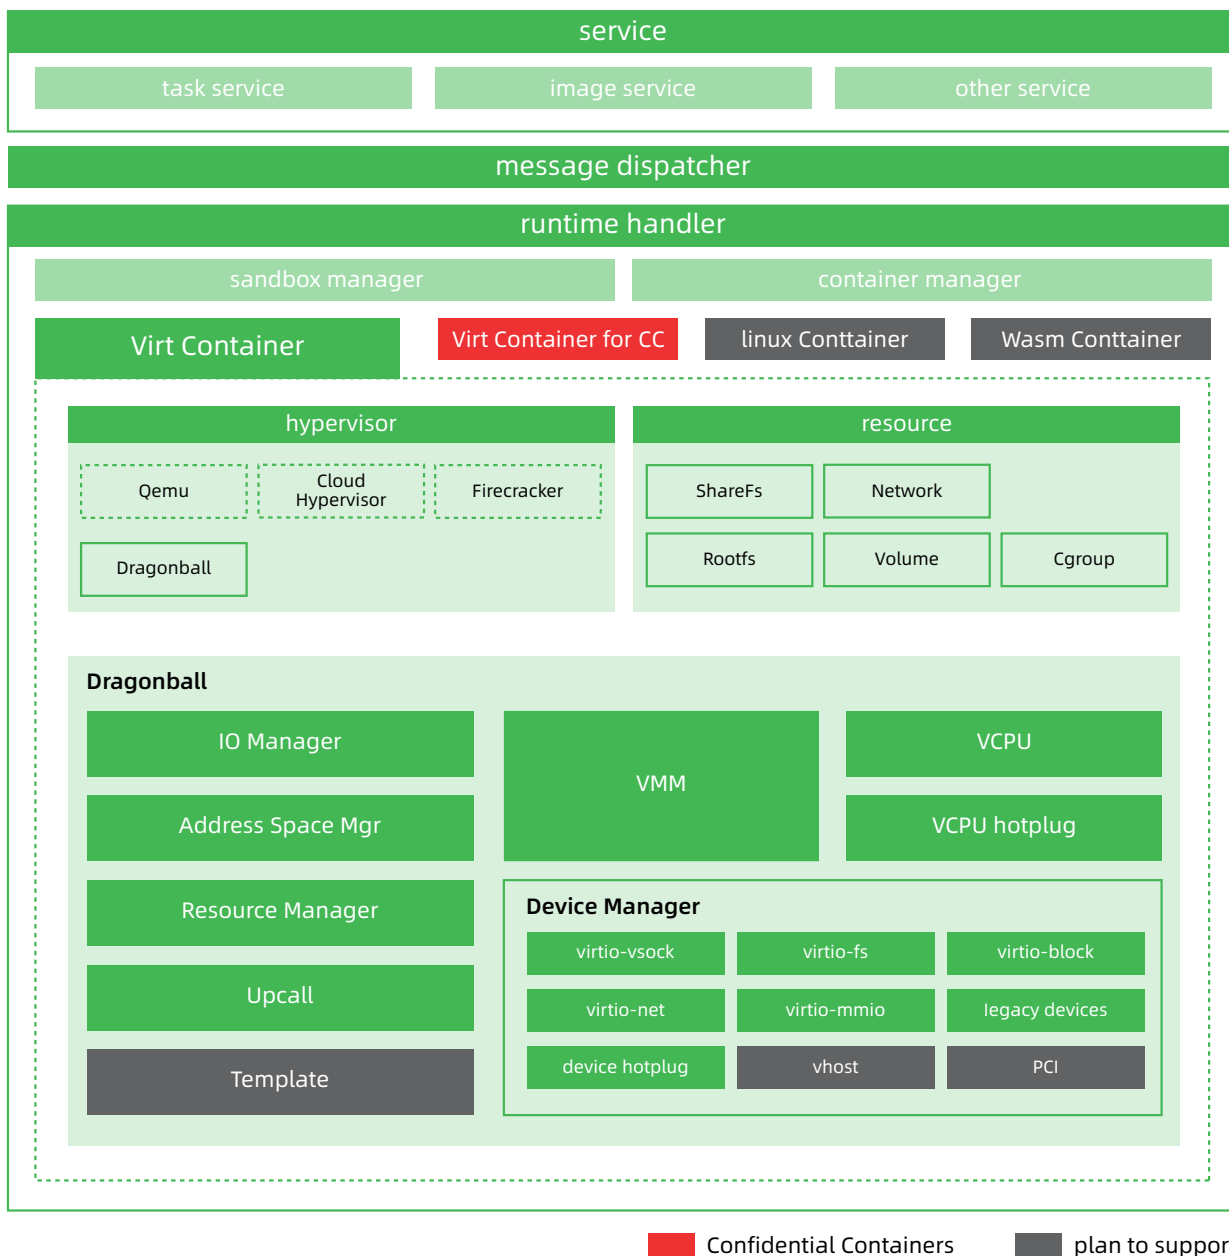 service
task service
image service
other service
message dispatcher
runtime handler
sandbox manager
container manager
Virt Container
Virt Container for CC
linux Conttainer
Wasm Conttainer
hypervisor
resource
Qemu
Cloud
Hypervisor
Firecracker
ShareFs
Network
Dragonball
Rootfs
Volume
Cgroup
Dragonball
IO Manager
VMM
VCPU
Address Space Mgr
VCPU hotplug
Resource Manager
Device Manager
virtio-vsock
virtio-fs
virtio-block
Upcall
virtio-net
virtio-mmio
legacy devices
Template
device hotplug
vhost
PCI
Confidential Containers
plan to suppor